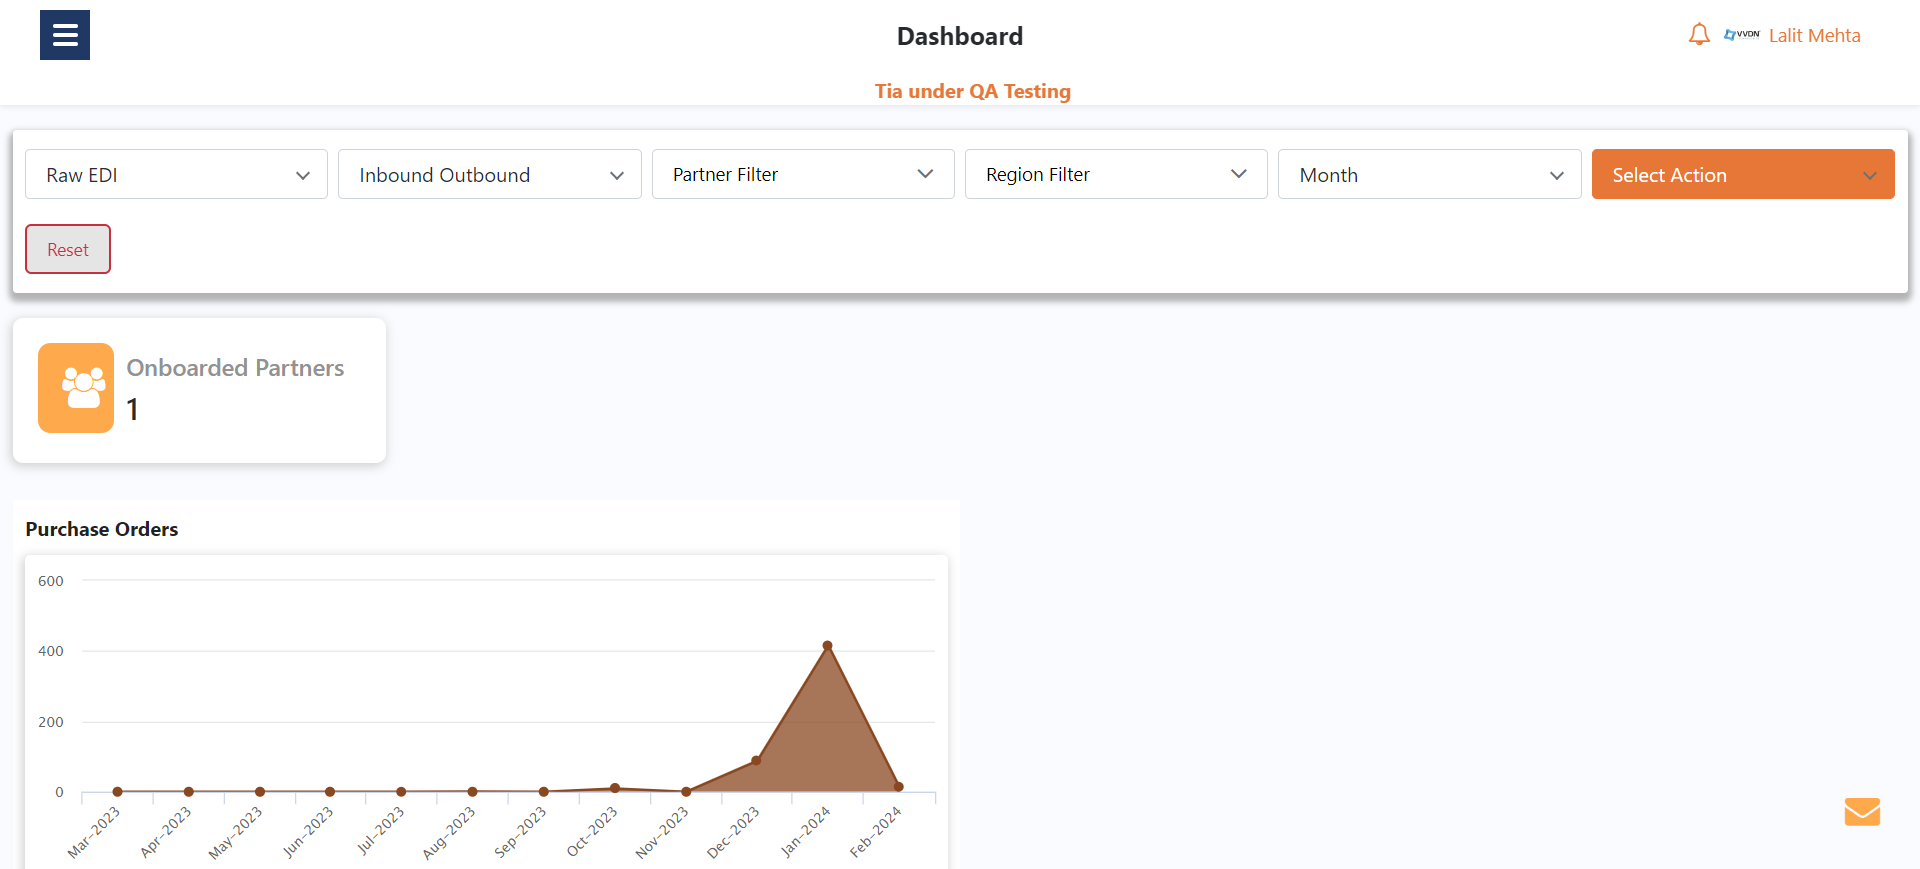 Dashboard
VVDN Lalit Mehta
Tia under QA Testing
Raw EDI
Inbound Outbound
Partner Filter
Region Filter
Month
Select Action
Reset
Onboarded Partners
1
Purchase Orders
600
400
200
0
Mar-2023
Apr-2023
May-2023
Jun-2023
Jul-2023
Aug-2023
Sep-2023
Oct-2023
Nov-2023
Dec-2023
Jan-2024
Feb-2024